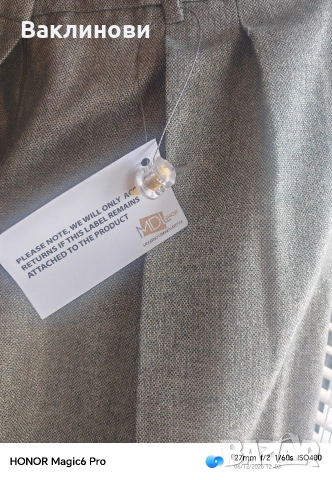 Ваклинови
PLEASE NOTE, WE WILL ONLY
RETURNS IF THIS LABEL REMAINS
ATTACHED TO THE PRODUCT
MDL
HONOR Magic6 Pro
27mm f/2 1/60s ISO400
BAZAR